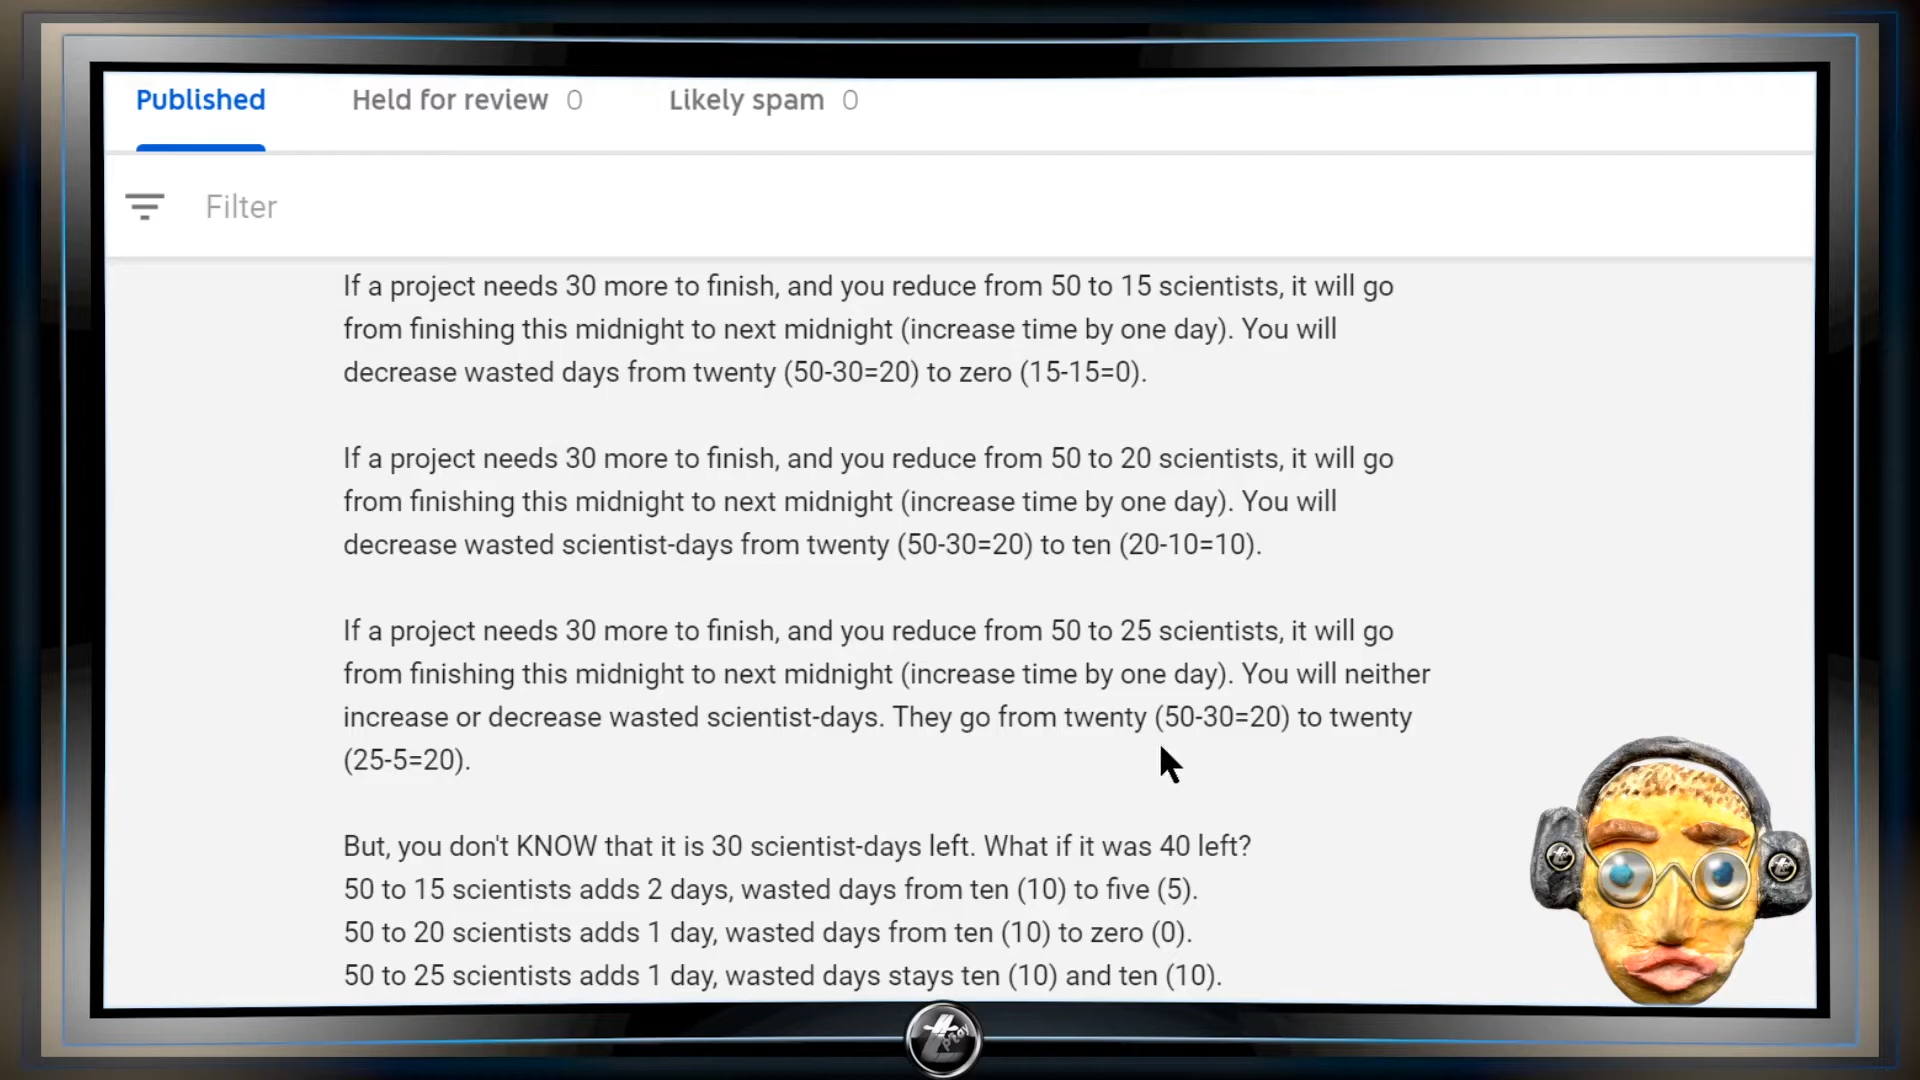 Published Held for review 0 Likely spam 0
Filter
If a project needs 30 more to finish, and you reduce from 50 to 15 scientists, it will go
from finishing this midnight to next midnight (increase time by one day). You will
decrease wasted days from twenty (50-30=20) to zero (15-15=0).
If a project needs 30 more to finish, and you reduce from 50 to 20 scientists, it will go
from finishing this midnight to next midnight (increase time by one day). You will
decrease wasted scientist-days from twenty (50-30=20) to ten (20-10=10).
If a project needs 30 more to finish, and you reduce from 50 to 25 scientists, it will go
from finishing this midnight to next midnight (increase time by one day). You will neither
increase or decrease wasted scientist-days. They go from twenty (50-30=20) to twenty
(25-5=20).
But, you don't KNOW that it is 30 scientist-days left. What if it was 40 left?
50 to 15 scientists adds 2 days, wasted days from ten (10) to five (5).
50 to 20 scientists adds 1 day, wasted days from ten (10) to zero (0).
50 to 25 scientists adds 1 day, wasted days stays ten (10) and ten (10).